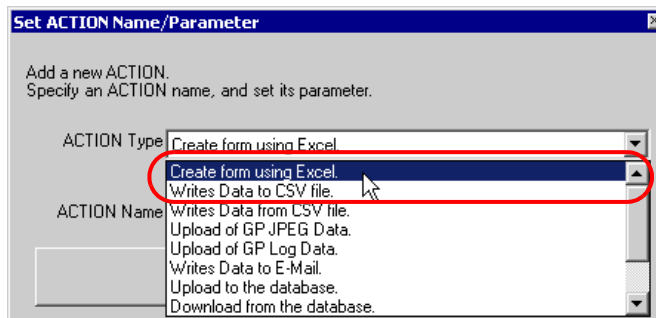 Set ACTION Name/Parameter
Add a new ACTION.
Specify an ACTION name, and set its parameter.
ACTION Type Create form using Excel.
Create form using Excel.
Writes Data to CSV file.
ACTION Name Writes Data from CSV file.
Upload of GP JPEG Data.
Upload of GP Log Data.
Writes Data to E-Mail.
Upload to the database.
Download from the database.